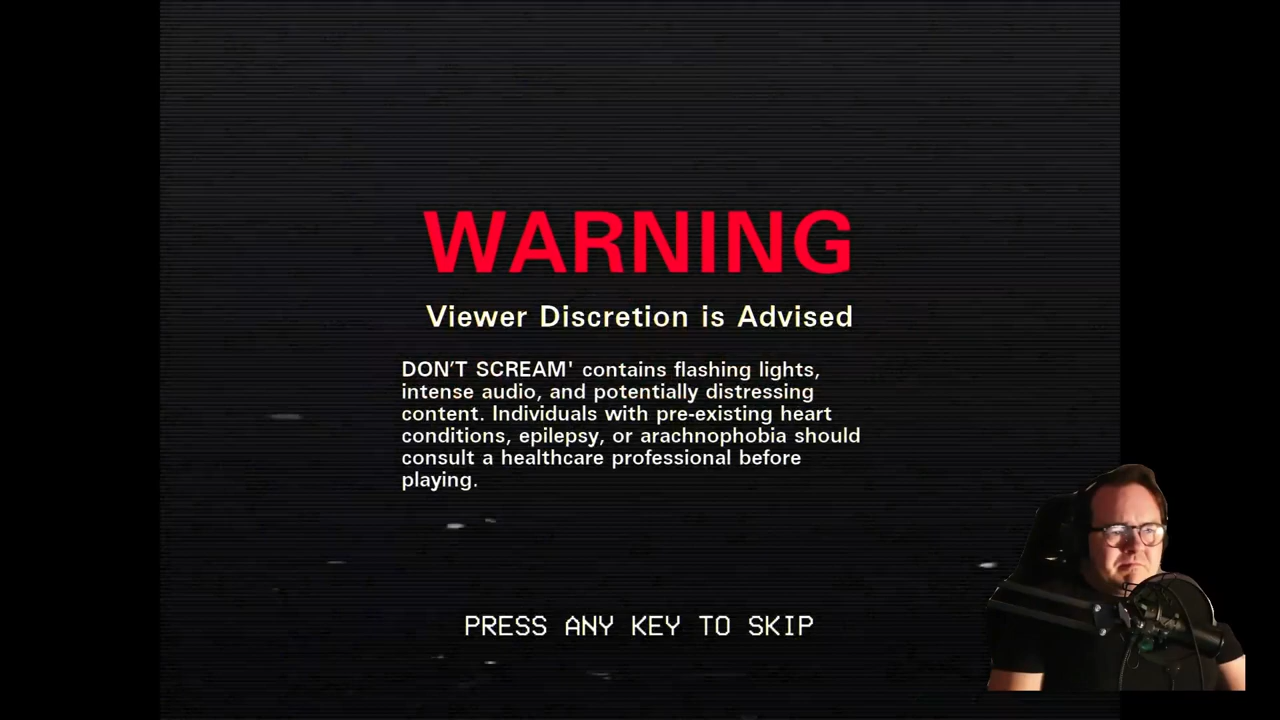 WARNING
Viewer Discretion is Advised
DON'T SCREAM' contains flashing lights,
intense audio, and potentially distressing
content. Individuals with pre-existing heart
conditions, epilepsy, or arachnophobia should
consult a healthcare professional before
playing.
PRESS ANY KEY TO SKIP